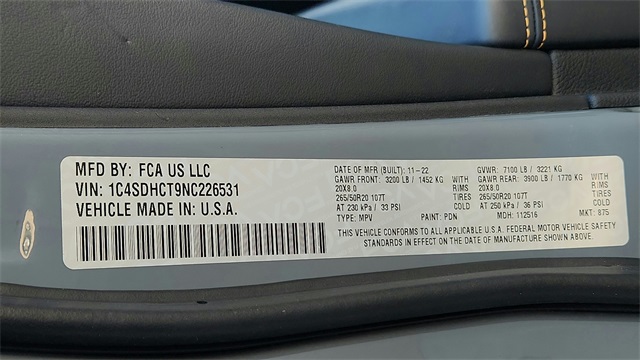 MFD BY: FCA US LLC
VIN: 1C4SDHCT9NC226531
VEHICLE MADE IN: U.S.A.
DATE OF MFR (BUILT): 11-22 GVWR: 7100 LB / 3221 KG
GAWR FRONT: 3200 LB / 1452 KG GAWR REAR: 3900 LB / 1770 KG
20X8.0 TIRES 20X8.0 TIRES
265/50R20 107T COLD 265/50R20 107T COLD
AT 230 kPa / 33 PSI AT 250 kPa / 36 PSI
TYPE: MPV PAINT: PDN MDH: 112516 MKT: 875
THIS VEHICLE CONFORMS TO ALL APPLICABLE U.S.A. FEDERAL MOTOR VEHICLE SAFETY
STANDARDS IN EFFECT ON THE DATE OF MANUFACTURE SHOWN ABOVE.